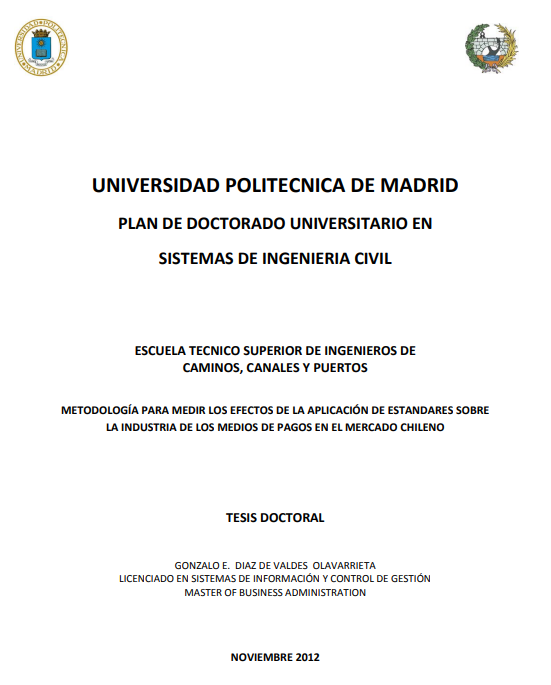 UNIVERSIDAD POLITECNICA DE MADRID
PLAN DE DOCTORADO UNIVERSITARIO EN
SISTEMAS DE INGENIERIA CIVIL
ESCUELA TECNICO SUPERIOR DE INGENIEROS DE
CAMINOS, CANALES Y PUERTOS
METODOLOGÍA PARA MEDIR LOS EFECTOS DE LA APLICACIÓN DE ESTANDARES SOBRE
LA INDUSTRIA DE LOS MEDIOS DE PAGOS EN EL MERCADO CHILENO
TESIS DOCTORAL
GONZALO E. DIAZ DE VALDES OLAVARRIETA
LICENCIADO EN SISTEMAS DE INFORMACIÓN Y CONTROL DE GESTIÓN
MASTER OF BUSINESS ADMINISTRATION
NOVIEMBRE 2012